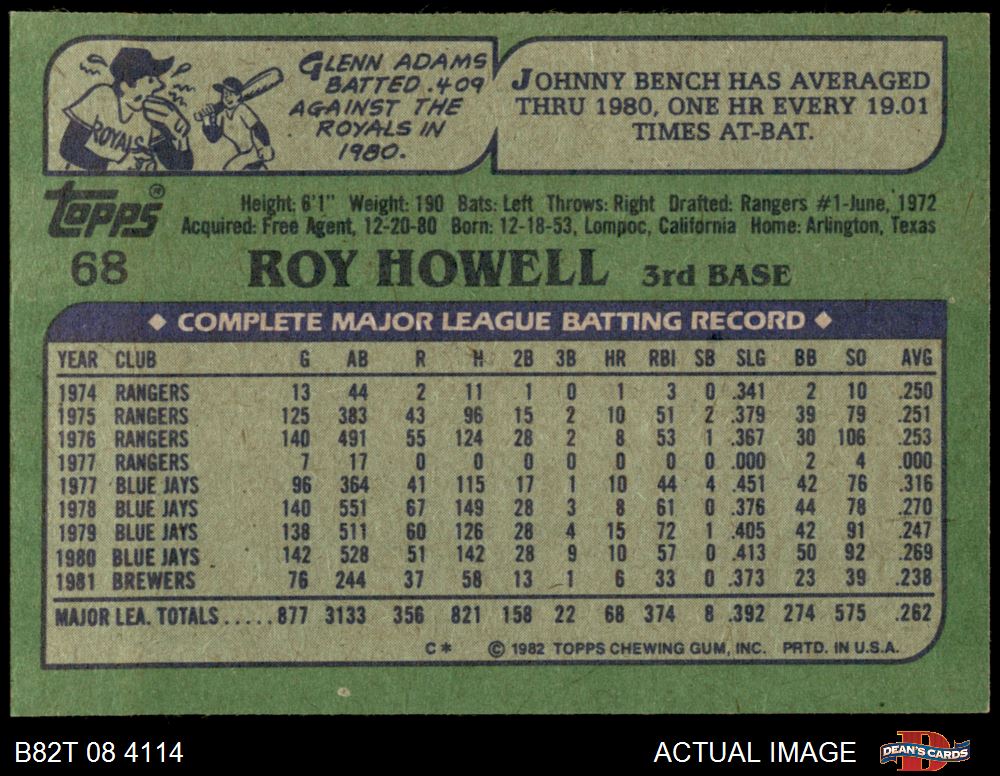 GLENN ADAMS
BATTED .409
AGAINST THE
ROYALS IN
1980.
ROYALS
JOHNNY BENCH HAS AVERAGED
THRU 1980, ONE HR EVERY 19.01
TIMES AT-BAT.
Topps®
Height: 6'1" Weight: 190 Bats: Left Throws: Right Drafted: Rangers #1-June, 1972
Acquired: Free Agent, 12-20-80 Born: 12-18-53, Lompoc, California Home: Arlington, Texas
68 ROY HOWELL 3rd BASE
◆ COMPLETE MAJOR LEAGUE BATTING RECORD ◆
YEAR CLUB G AB R H 2B 3B HR RBI SB SLG BB SO AVG
1974 RANGERS 13 44 2 11 1 0 1 3 0 .341 2 10 .250
1975 RANGERS 125 383 43 96 15 2 10 51 2 .379 39 79 .251
1976 RANGERS 140 491 55 124 28 2 8 53 1 .367 30 106 .253
1977 RANGERS 7 17 0 0 0 0 0 0 0 .000 2 4 .000
1977 BLUE JAYS 96 364 41 115 17 1 10 44 4 .451 42 76 .316
1978 BLUE JAYS 140 551 67 149 28 3 8 61 0 .376 44 78 .270
1979 BLUE JAYS 138 511 60 126 28 4 15 72 1 .405 42 91 .247
1980 BLUE JAYS 142 528 51 142 28 9 10 57 0 .413 50 92 .269
1981 BREWERS 76 244 37 58 13 1 6 33 0 .373 23 39 .238
MAJOR LEA. TOTALS.....877 3133 356 821 158 22 68 374 8 .392 274 575 .262
C* © 1982 TOPPS CHEWING GUM, INC. PRTD. IN U.S.A.
B82T 08 4114 ACTUAL IMAGE D DEAN'S CARDS